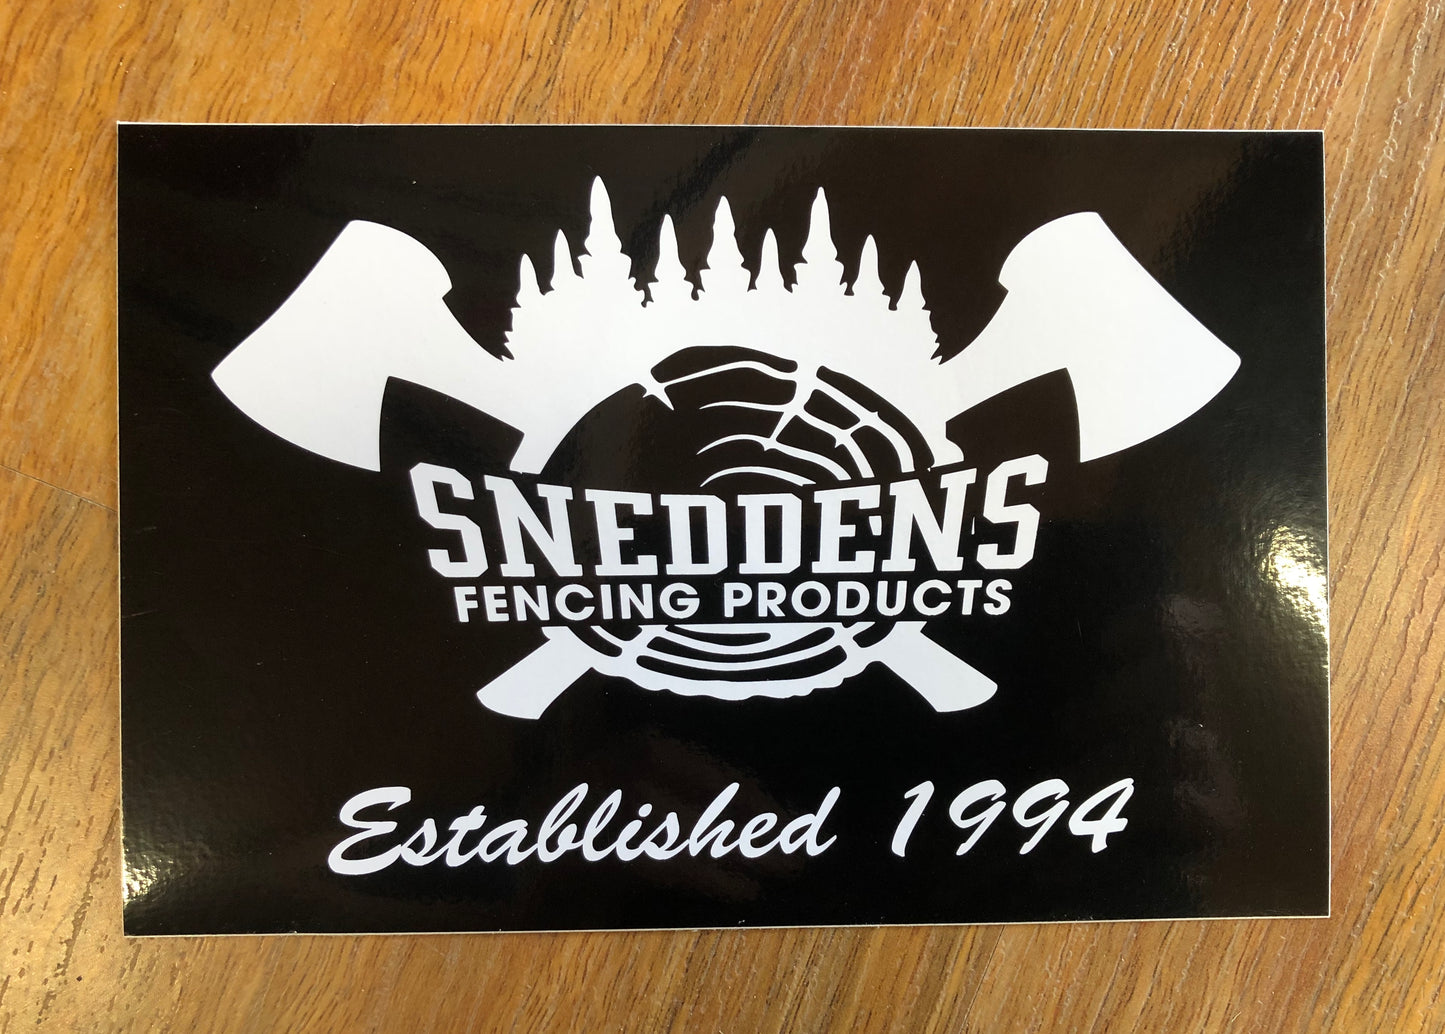 SNEDDENS
FENCING PRODUCTS
Established 1994